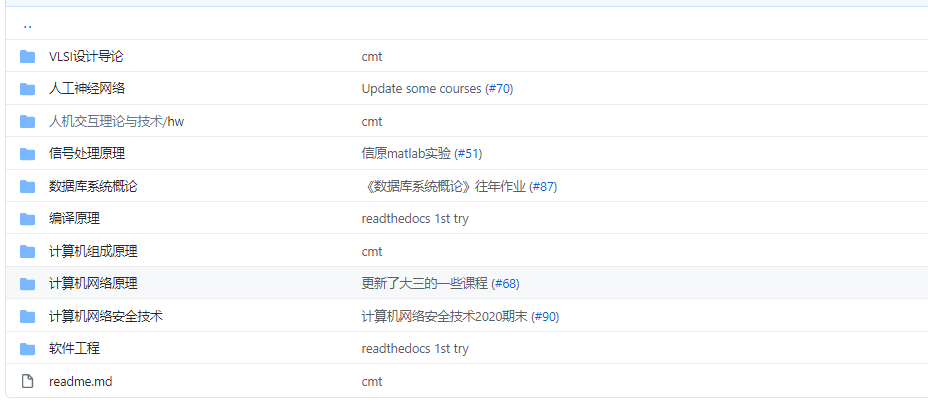 ..
VLSI设计导论 cmt
人工神经网络 Update some courses (#70)
人机交互理论与技术/hw cmt
信号处理原理 信原matlab实验 (#51)
数据库系统概论 《数据库系统概论》往年作业 (#87)
编译原理 readthedocs 1st try
计算机组成原理 cmt
计算机网络原理 更新了大三的一些课程 (#68)
计算机网络安全技术 计算机网络安全技术2020期末 (#90)
软件工程 readthedocs 1st try
readme.md cmt